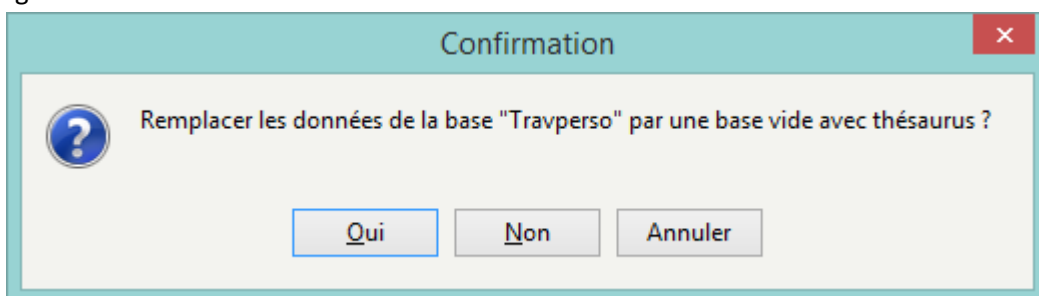 Confirmation
Remplacer les données de la base "Travperso" par une base vide avec thésaurus ?
Oui
Non
Annuler